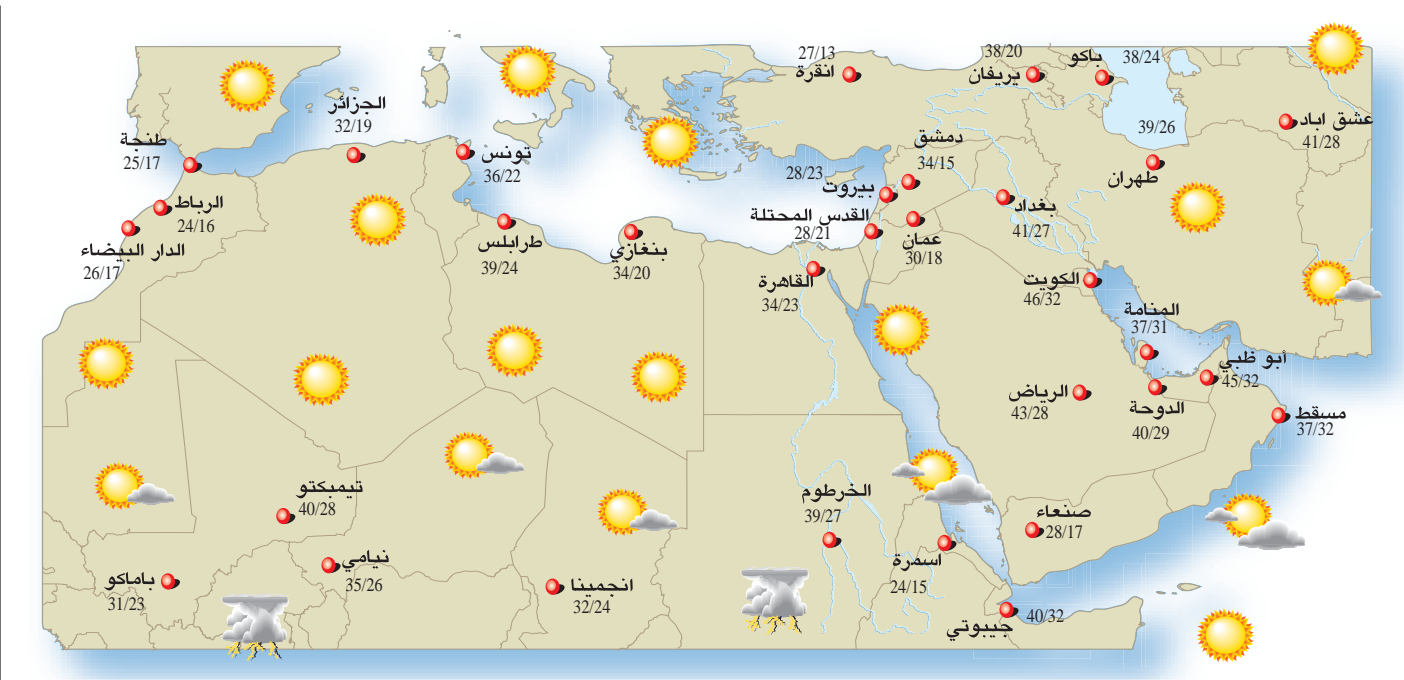 27/13
انقرة
38/20
يريفان
باكو
38/24
39/26
طهران
عشق اباد
41/28
الجزائر
32/19
طنجة
25/17
تونس
36/22
دمشق
34/15
28/23
بيروت
القدس المحتلة
28/21
عمان
30/18
بغداد
41/27
الرباط
24/16
الدار البيضاء
26/17
طرابلس
39/24
بنغازي
34/20
القاهرة
34/23
الكويت
46/32
المنامة
37/31
أبو ظبي
45/32
الرياض
43/28
الدوحة
40/29
مسقط
37/32
تيمبكتو
40/28
الخرطوم
39/27
صنعاء
28/17
اسمرة
24/15
نيامي
35/26
باماكو
31/23
انجمينا
32/24
40/32
جيبوتي